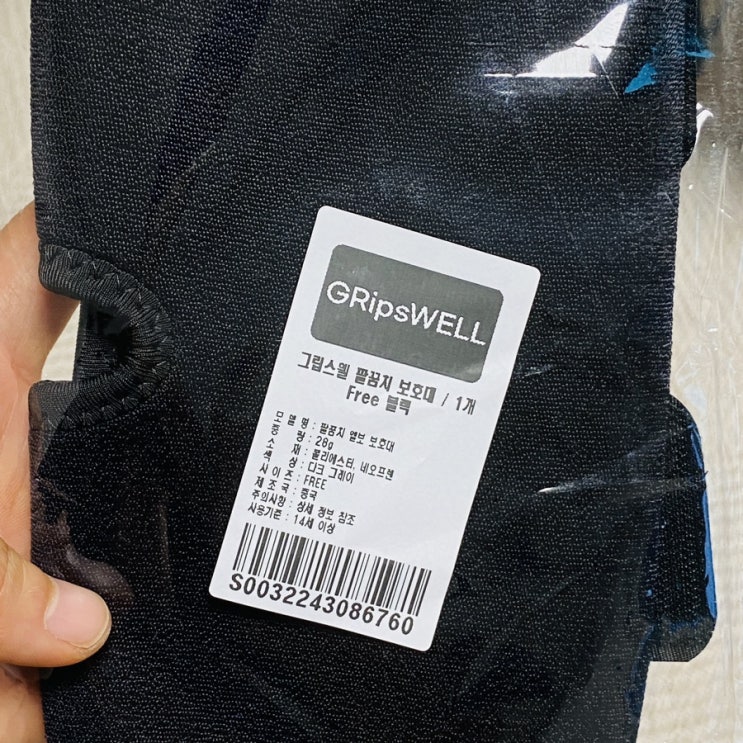 GRipsWELL
그립스웰 팔꿈치 보호대 / 1개
Free 블랙
모델명 : 팔꿈치 엘보 보호대
중량 : 28g
소재 : 폴리에스터, 네오프렌
색상 : 다크 그레이
사이즈 : FREE
제조국 : 중국
주의사항 : 상세 정보 참조
사용기준 : 14세 이상
S0032243086760